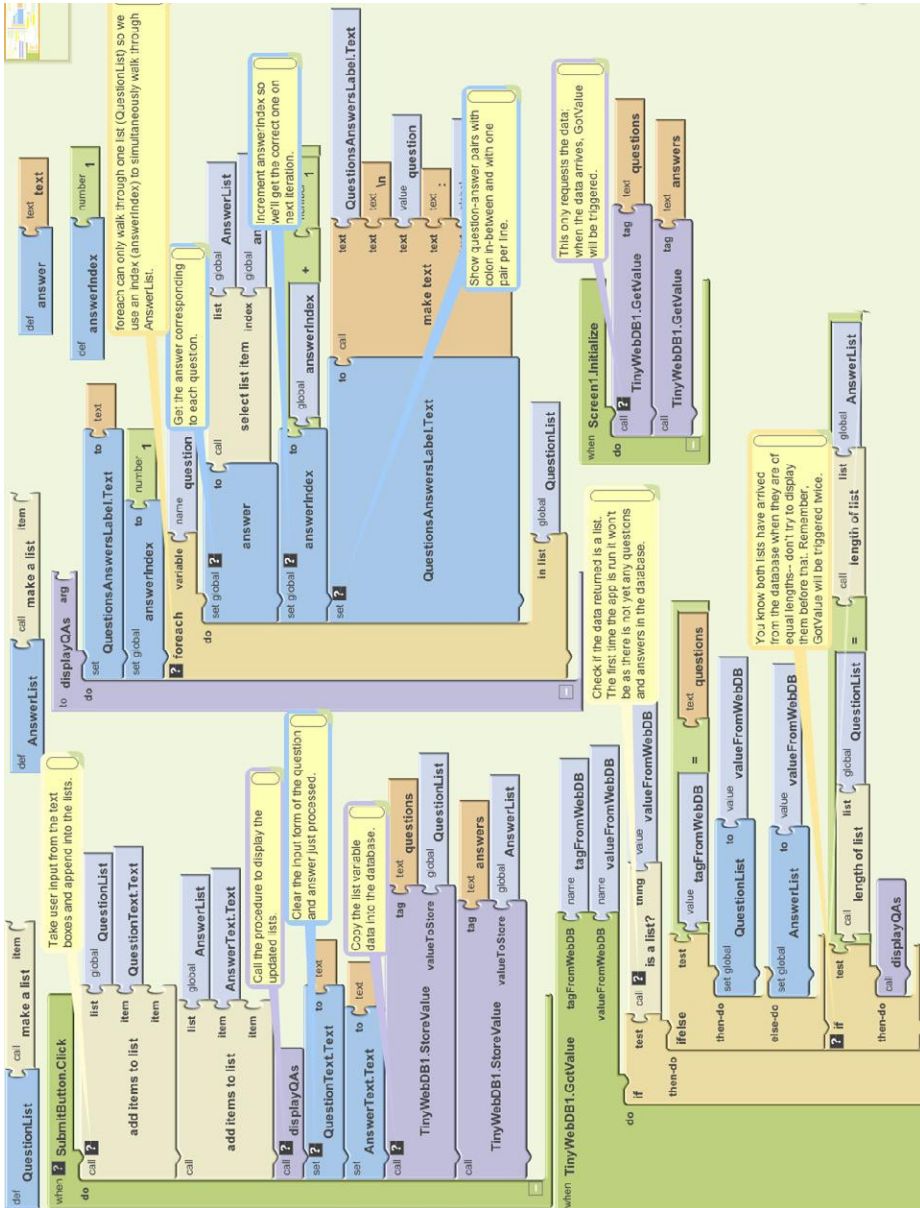 def QuestionList call make a list item
def AnswerList call make a list item
def answer text text
def answerIndex number 1
when SubmitButton.Click
do
call add items to list list global QuestionList
item QuestionText.Text
item
Take user input from the text
boxes and append into the lists.
call add items to list list global AnswerList
item AnswerText.Text
item
call displayQAs
Call the procedure to display the
updated lists.
set QuestionText.Text to text
set AnswerText.Text to text
Clear the input form of the question
and answer just processed.
call TinyWebDB1.StoreValue tag text questions
valueToStore global QuestionList
Copy the list variable
data into the database.
call TinyWebDB1.StoreValue tag text answers
valueToStore global AnswerList
to displayQAs arg
do
set QuestionsAnswersLabel.Text to text
set global answerIndex to number 1
foreach variable name question
foreach can only walk through one list (QuestionList) so we
use an index (answerIndex) to simultaneously walk through
AnswerList.
do
set global answer to call select list item list global AnswerList
index global
Get the answer corresponding
to each question.
set global answerIndex to global answerIndex + number 1
Increment answerIndex so
we'll get the correct one on
next iteration.
set QuestionsAnswersLabel.Text to call make text text QuestionsAnswersLabel.Text
text text \n
text value question
text text :
Show question-answer pairs with
colon in-between and with one
pair per line.
in list global QuestionList
when Screen1.Initialize
do
call TinyWebDB1.GetValue tag text questions
call TinyWebDB1.GetValue tag text answers
This only requests the data;
when the data arrives, GotValue
will be triggered.
when TinyWebDB1.GotValue tagFromWebDB name tagFromWebDB
valueFromWebDB name valueFromWebDB
do
if test call is a list? thing value valueFromWebDB
Check if the data returned is a list.
The first time the app is run it won't
be as there is not yet any questions
and answers in the database.
then-do
ifelse test value tagFromWebDB = text questions
then-do set global QuestionList to value valueFromWebDB
else-do set global AnswerList to value valueFromWebDB
if test call length of list list global QuestionList = call length of list list global AnswerList
You know both lists have arrived
from the database when they are of
equal lengths-- don't try to display
them before that. Remember,
GotValue will be triggered twice.
then-do call displayQAs